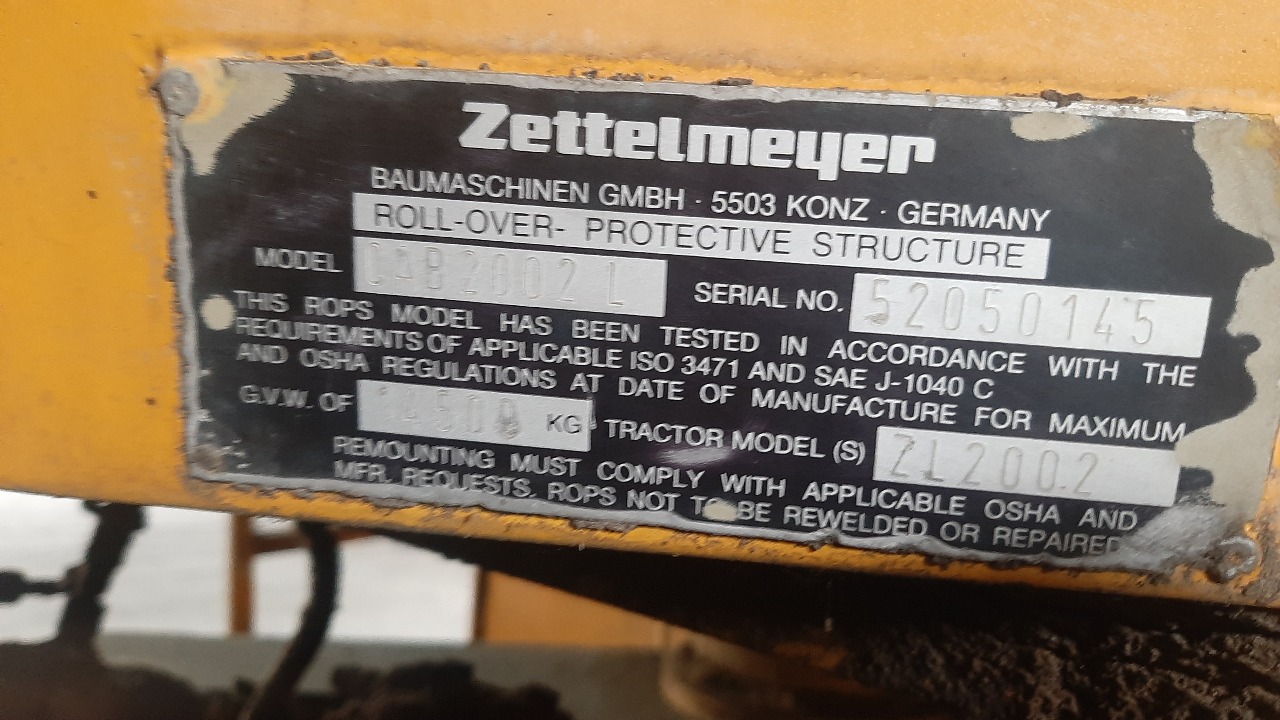 Zettelmeyer
BAUMASCHINEN GMBH · 5503 KONZ · GERMANY
ROLL-OVER- PROTECTIVE STRUCTURE
MODEL CAB2002L SERIAL NO. 52050145
THIS ROPS MODEL HAS BEEN TESTED IN ACCORDANCE WITH THE
REQUIREMENTS OF APPLICABLE ISO 3471 AND SAE J-1040 C
AND OSHA REGULATIONS AT DATE OF MANUFACTURE FOR MAXIMUM
G.V.W. OF KG TRACTOR MODEL (S) ZL2002
REMOUNTING MUST COMPLY WITH APPLICABLE OSHA AND
MFR. REQUESTS. ROPS NOT TO BE REWELDED OR REPAIRED